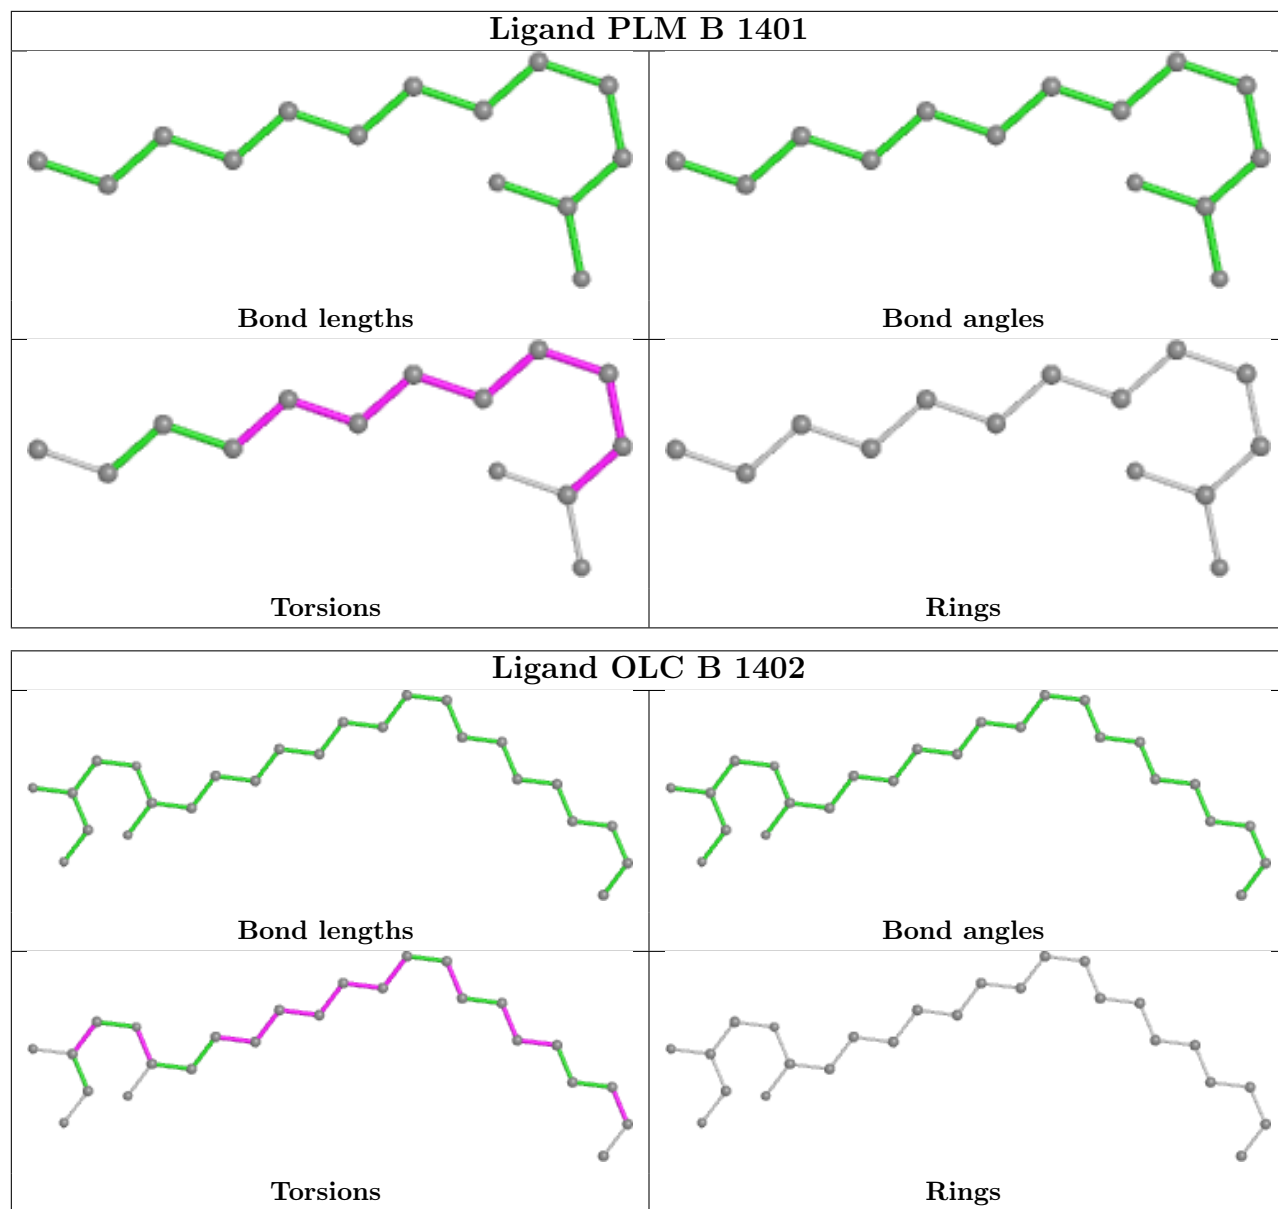 Ligand PLM B 1401
Bond lengths
Bond angles
Torsions
Rings
Ligand OLC B 1402
Bond lengths
Bond angles
Torsions
Rings